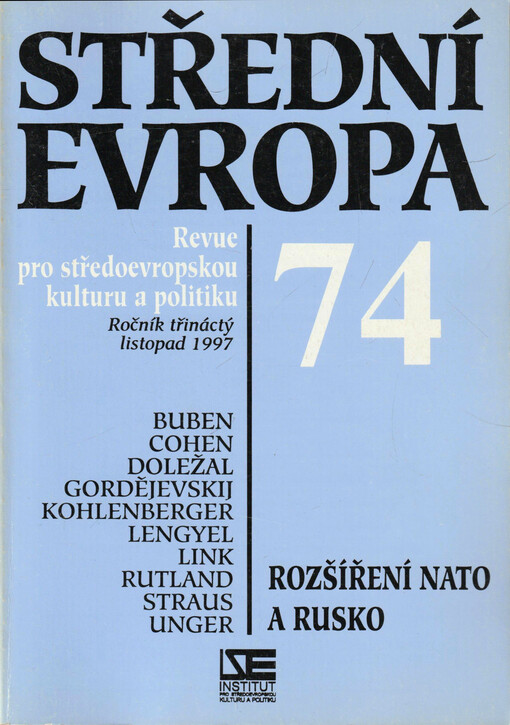 STŘEDNÍ
EVROPA
Revue
pro středoevropskou
kulturu a politiku
Ročník třináctý
listopad 1997
74
BUBEN
COHEN
DOLEŽAL
GORDĚJEVSKIJ
KOHLENBERGER
LENGYEL
LINK
RUTLAND
STRAUS
UNGER
ROZŠÍŘENÍ NATO
A RUSKO
ISE
INSTITUT
PRO STŘEDOEVROPSKOU
KULTURU A POLITIKU